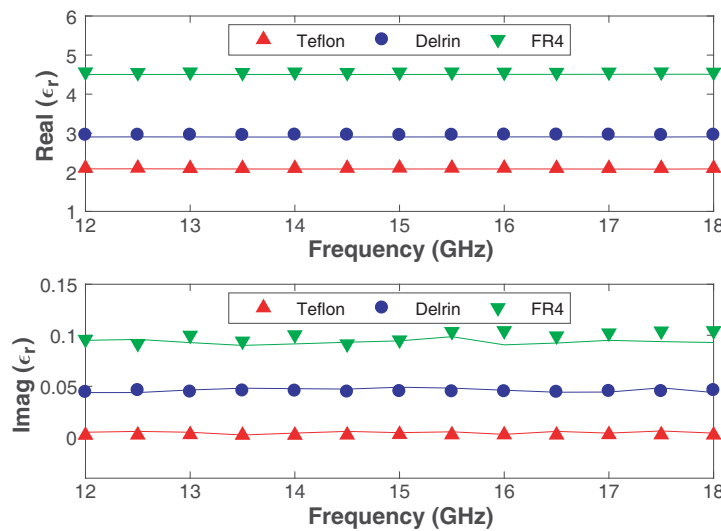 6
5
4
3
2
1
Real (ϵr)
Teflon Delrin FR4
12 13 14 15 16 17 18
Frequency (GHz)
0.15
0.1
0.05
0
Imag (ϵr)
Teflon Delrin FR4
12 13 14 15 16 17 18
Frequency (GHz)